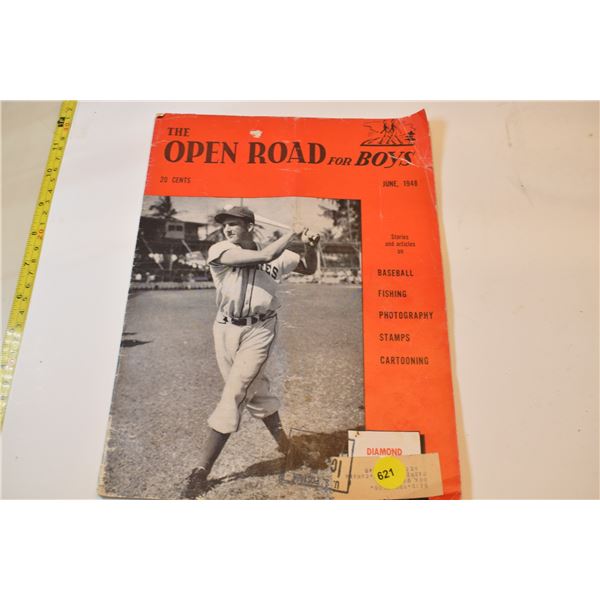 THE
OPEN ROAD FOR BOYS
20 CENTS
JUNE, 1948
Stories
and articles
on
BASEBALL
FISHING
PHOTOGRAPHY
STAMPS
CARTOONING
DIAMOND
621